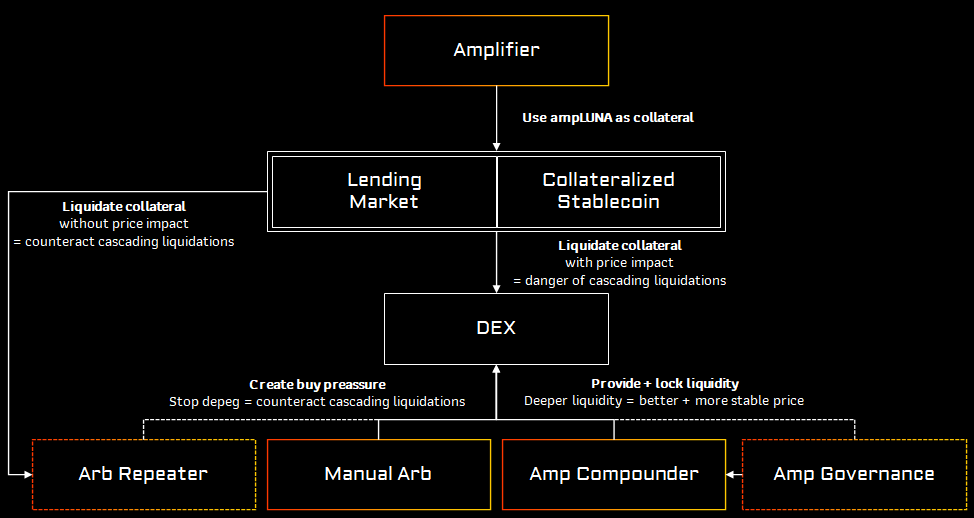 Amplifier
Use ampLUNA as collateral
Lending
Market
Collateralized
Stablecoin
Liquidate collateral
without price impact
= counteract cascading liquidations
Liquidate collateral
with price impact
= danger of cascading liquidations
DEX
Create buy preassure
Stop depeg = counteract cascading liquidations
Provide + lock liquidity
Deeper liquidity = better + more stable price
Arb Repeater
Manual Arb
Amp Compounder
Amp Governance